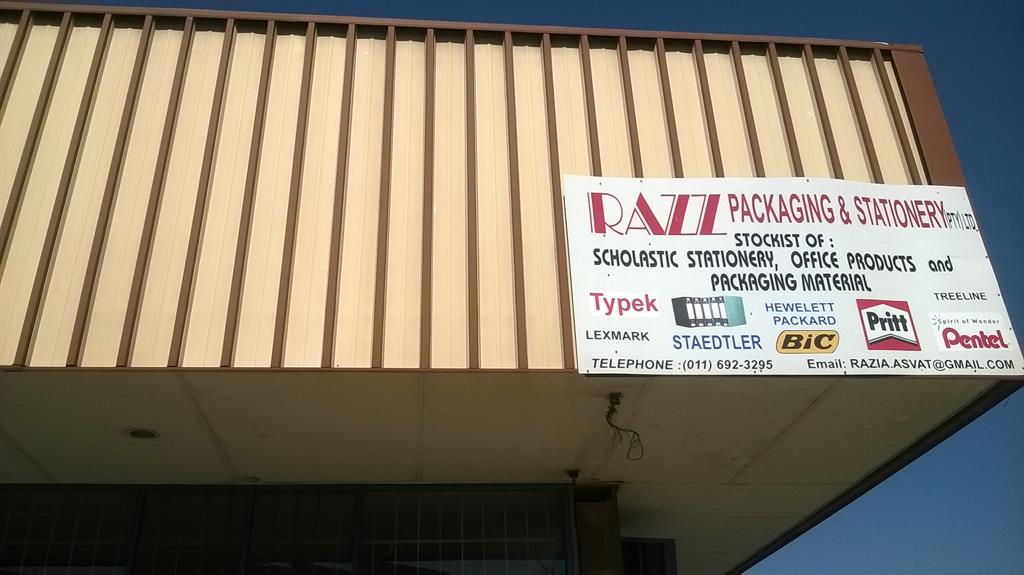 RAZZ PACKAGING & STATIONERY (PTY) LTD
STOCKIST OF :
SCHOLASTIC STATIONERY, OFFICE PRODUCTS and
PACKAGING MATERIAL
Typek
HEWELETT
PACKARD
Pritt
TREELINE
Spirit of Wonder
Pentel
LEXMARK
STAEDTLER
BiC
TELEPHONE :(011) 692-3295
Email: RAZIA.ASVAT@GMAIL.COM